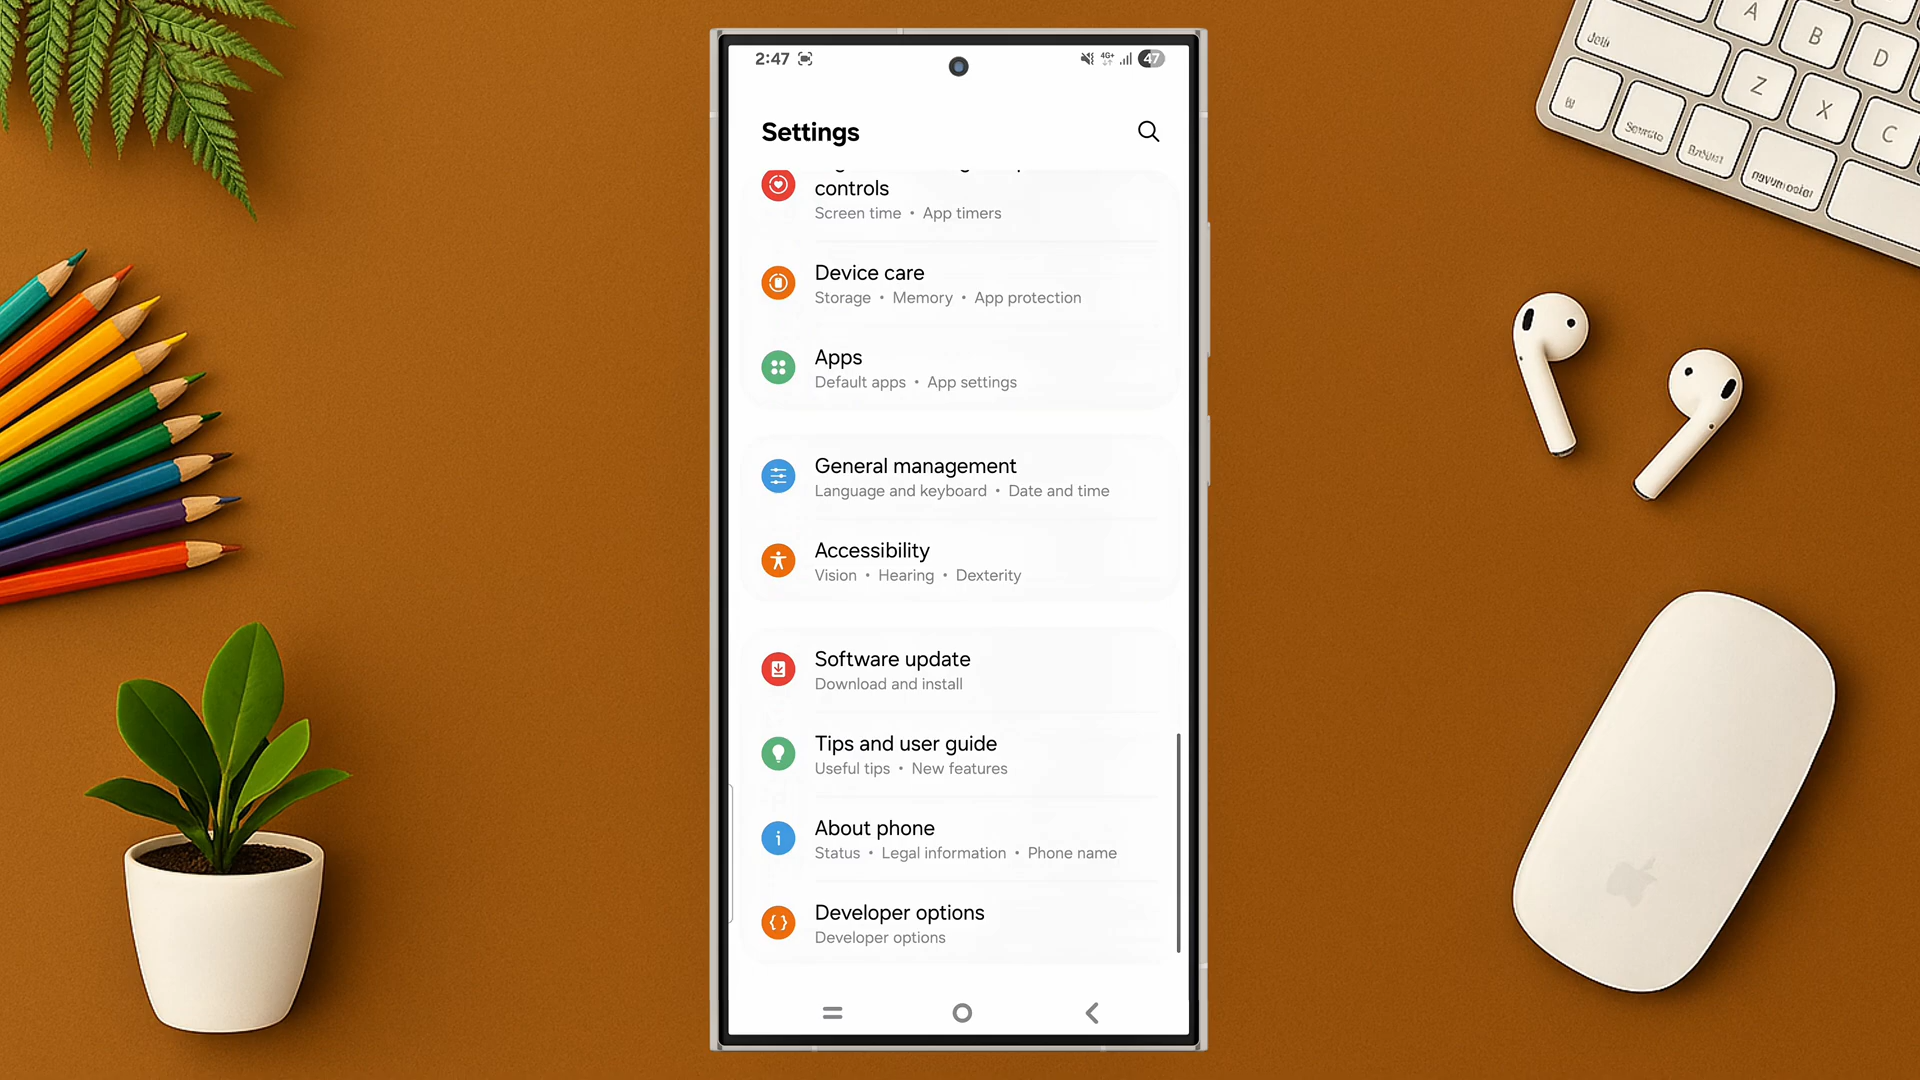 2:47
4G+
47
Settings
controls
Screen time • App timers
Device care
Storage • Memory • App protection
Apps
Default apps • App settings
General management
Language and keyboard • Date and time
Accessibility
Vision • Hearing • Dexterity
Software update
Download and install
Tips and user guide
Useful tips • New features
About phone
Status • Legal information • Phone name
Developer options
Developer options
A
B
D
Z
X
C